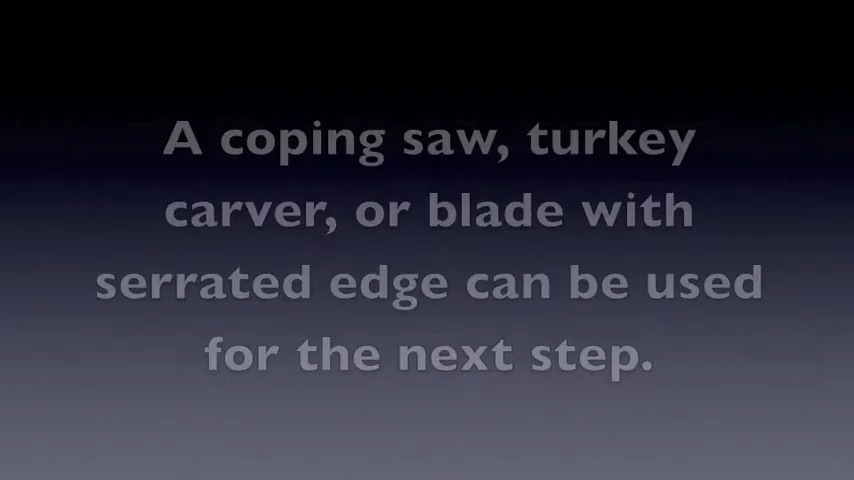 A coping saw, turkey
carver, or blade with
serrated edge can be used
for the next step.